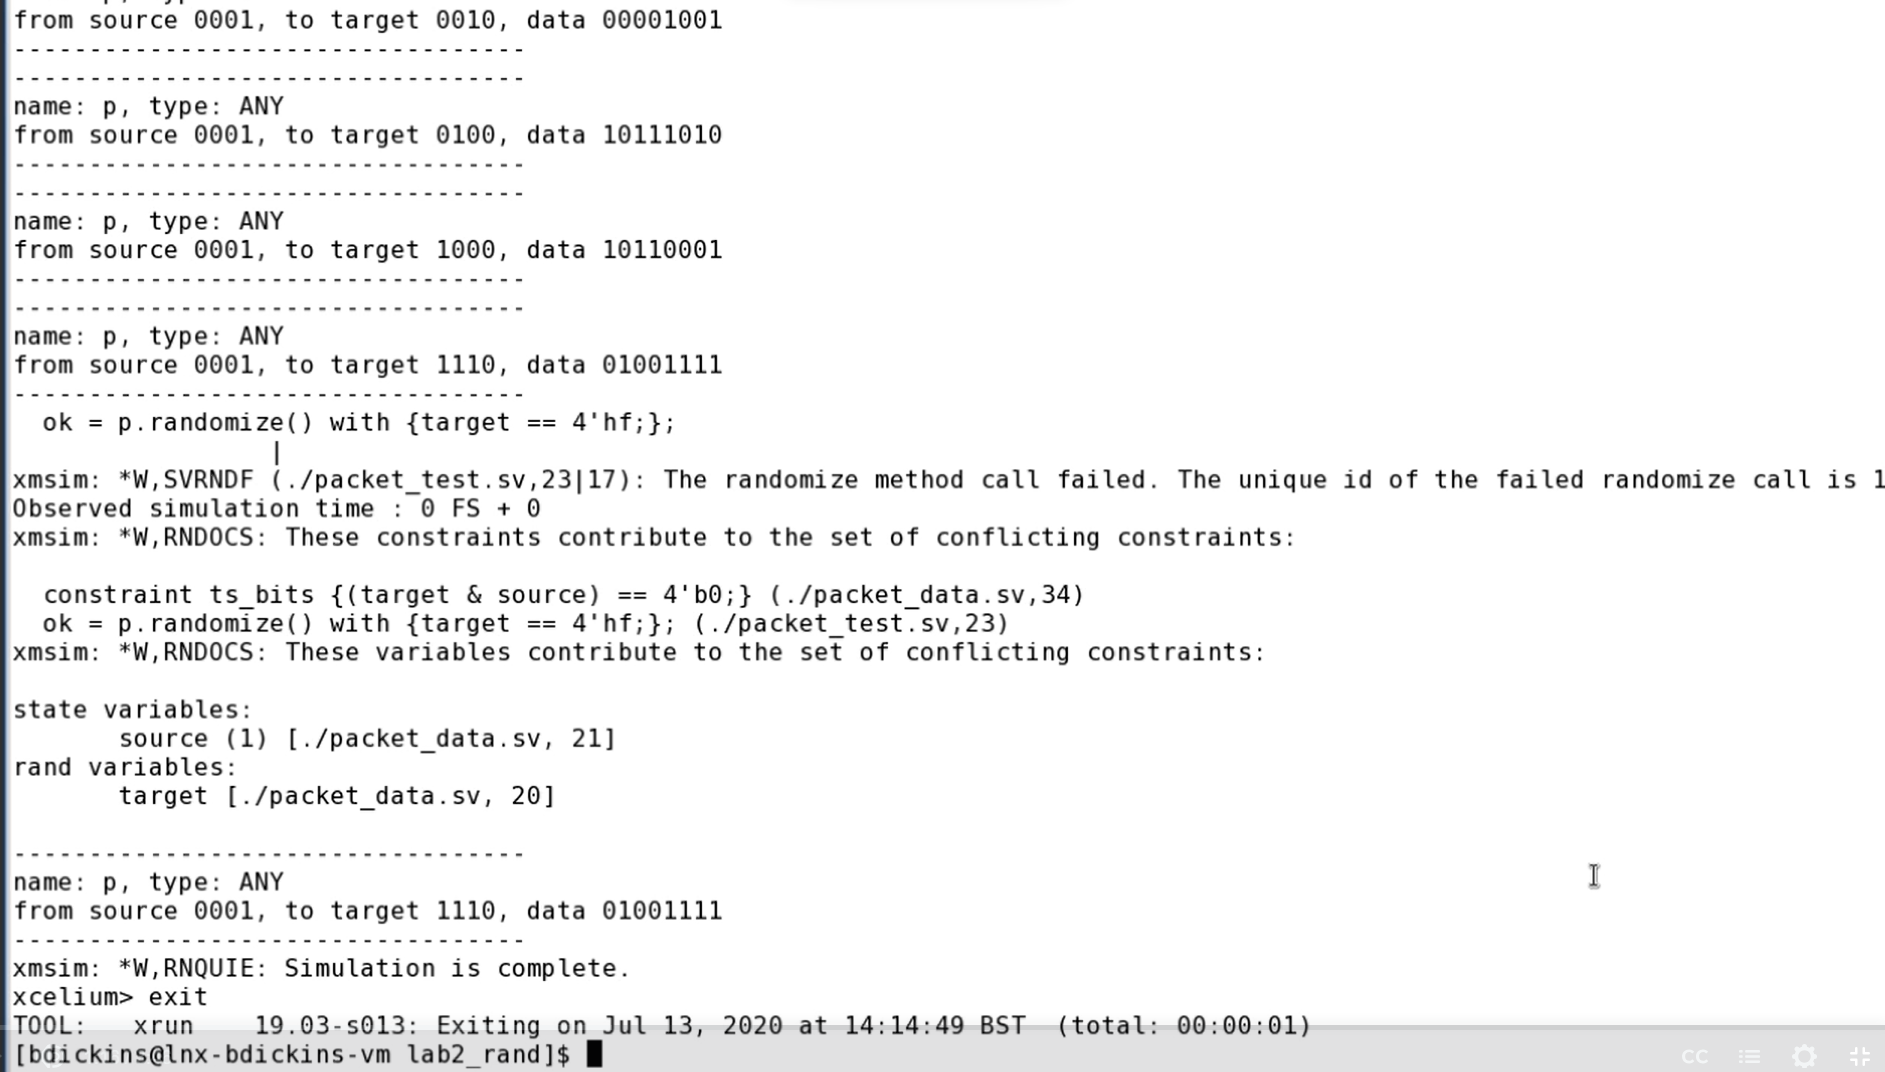 from source 0001, to target 0010, data 00001001
----------------------------------
----------------------------------
name: p, type: ANY
from source 0001, to target 0100, data 10111010
----------------------------------
----------------------------------
name: p, type: ANY
from source 0001, to target 1000, data 10110001
----------------------------------
----------------------------------
name: p, type: ANY
from source 0001, to target 1110, data 01001111
----------------------------------
  ok = p.randomize() with {target == 4'hf;};
                 |
xmsim: *W,SVRNDF (./packet_test.sv,23|17): The randomize method call failed. The unique id of the failed randomize call is 1
Observed simulation time : 0 FS + 0
xmsim: *W,RNDOCS: These constraints contribute to the set of conflicting constraints:
  constraint ts_bits {(target & source) == 4'b0;} (./packet_data.sv,34)
  ok = p.randomize() with {target == 4'hf;}; (./packet_test.sv,23)
xmsim: *W,RNDOCS: These variables contribute to the set of conflicting constraints:
state variables:
       source (1) [./packet_data.sv, 21]
rand variables:
       target [./packet_data.sv, 20]
----------------------------------
name: p, type: ANY
from source 0001, to target 1110, data 01001111
----------------------------------
xmsim: *W,RNQUIE: Simulation is complete.
xcelium> exit
TOOL:   xrun    19.03-s013: Exiting on Jul 13, 2020 at 14:14:49 BST  (total: 00:00:01)
[bdickins@lnx-bdickins-vm lab2_rand]$
CC